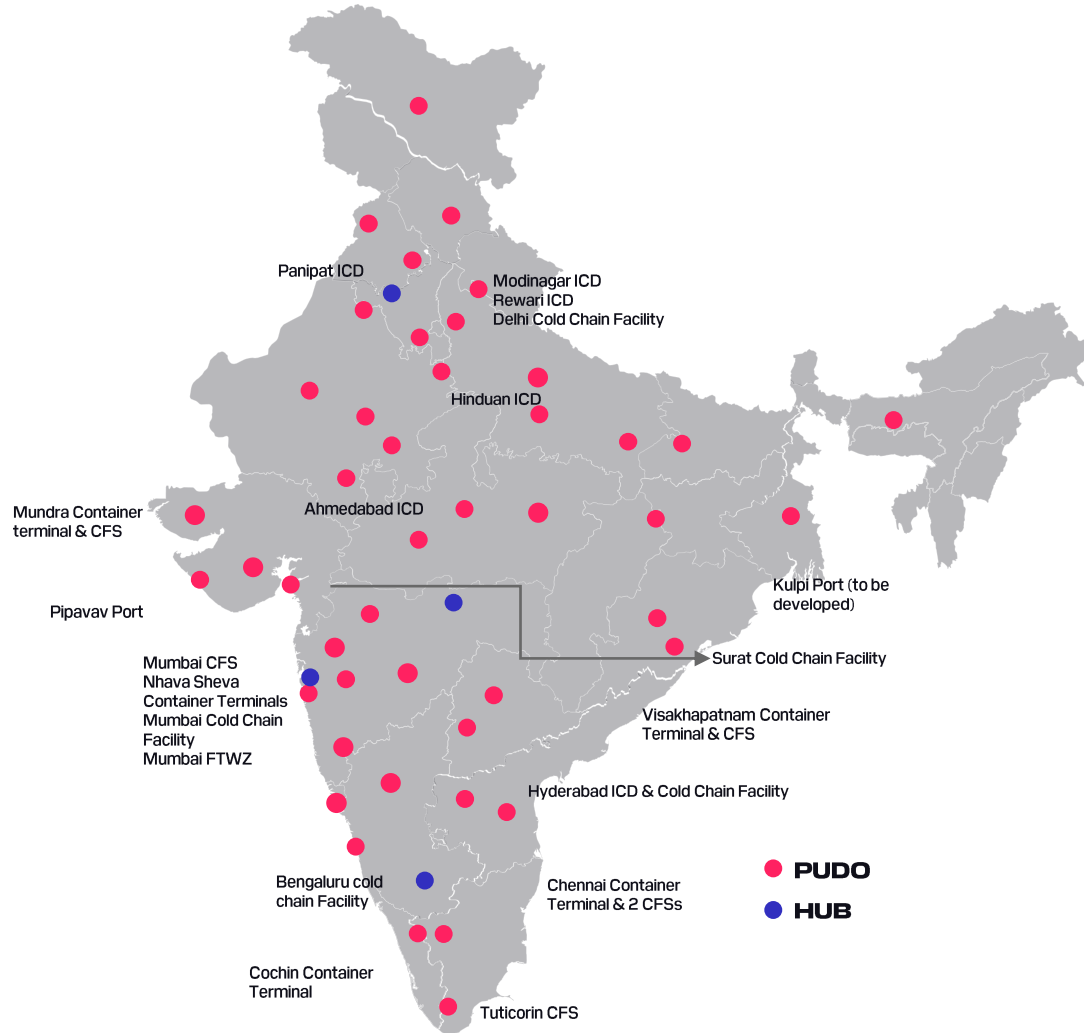 Panipat ICD
Modinagar ICD
Rewari ICD
Delhi Cold Chain Facility
Hinduan ICD
Mundra Container
terminal & CFS
Ahmedabad ICD
Pipavav Port
Kulpi Port (to be
developed)
Surat Cold Chain Facility
Mumbai CFS
Nhava Sheva
Container Terminals
Mumbai Cold Chain
Facility
Mumbai FTWZ
Visakhapatnam Container
Terminal & CFS
Hyderabad ICD & Cold Chain Facility
Bengaluru cold
chain Facility
Chennai Container
Terminal & 2 CFSs
PUDO
HUB
Cochin Container
Terminal
Tuticorin CFS